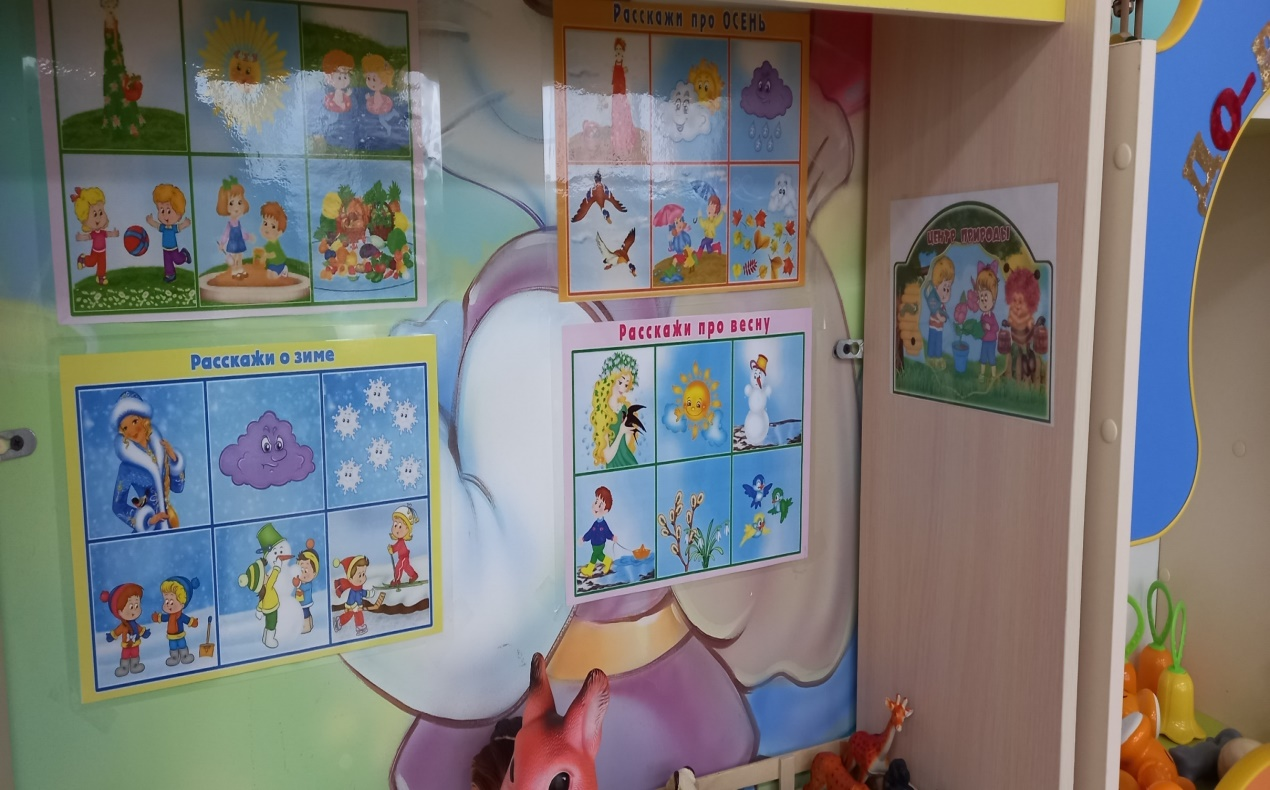 Расскажи про ОСЕНЬ
ЦЕНТР ПРИРОДЫ
Расскажи про весну
Расскажи о зиме